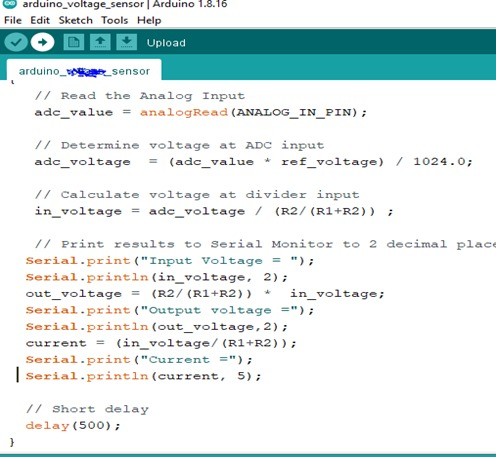 arduino_voltage_sensor | Arduino 1.8.16
File Edit Sketch Tools Help
Upload
arduino_ _sensor
// Read the Analog Input
adc_value = analogRead(ANALOG_IN_PIN);
// Determine voltage at ADC input
adc_voltage  = (adc_value * ref_voltage) / 1024.0;
// Calculate voltage at divider input
in_voltage = adc_voltage / (R2/(R1+R2)) ;
// Print results to Serial Monitor to 2 decimal place
Serial.print("Input Voltage = ");
Serial.println(in_voltage, 2);
out_voltage = (R2/(R1+R2)) *  in_voltage;
Serial.print("Output voltage =");
Serial.println(out_voltage,2);
current = (in_voltage/(R1+R2));
Serial.print("Current =");
Serial.println(current, 5);
// Short delay
delay(500);
}